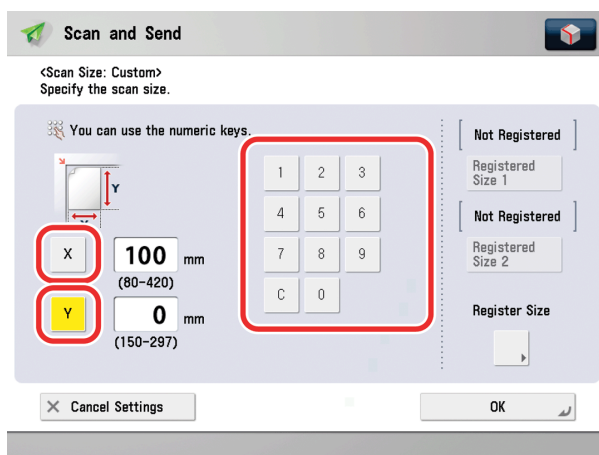 Scan and Send
<Scan Size: Custom>
Specify the scan size.
You can use the numeric keys.
Y
X 100 mm
(80-420)
Y 0 mm
(150-297)
1 2 3
4 5 6
7 8 9
C 0
Not Registered
Registered
Size 1
Not Registered
Registered
Size 2
Register Size
Cancel Settings
OK